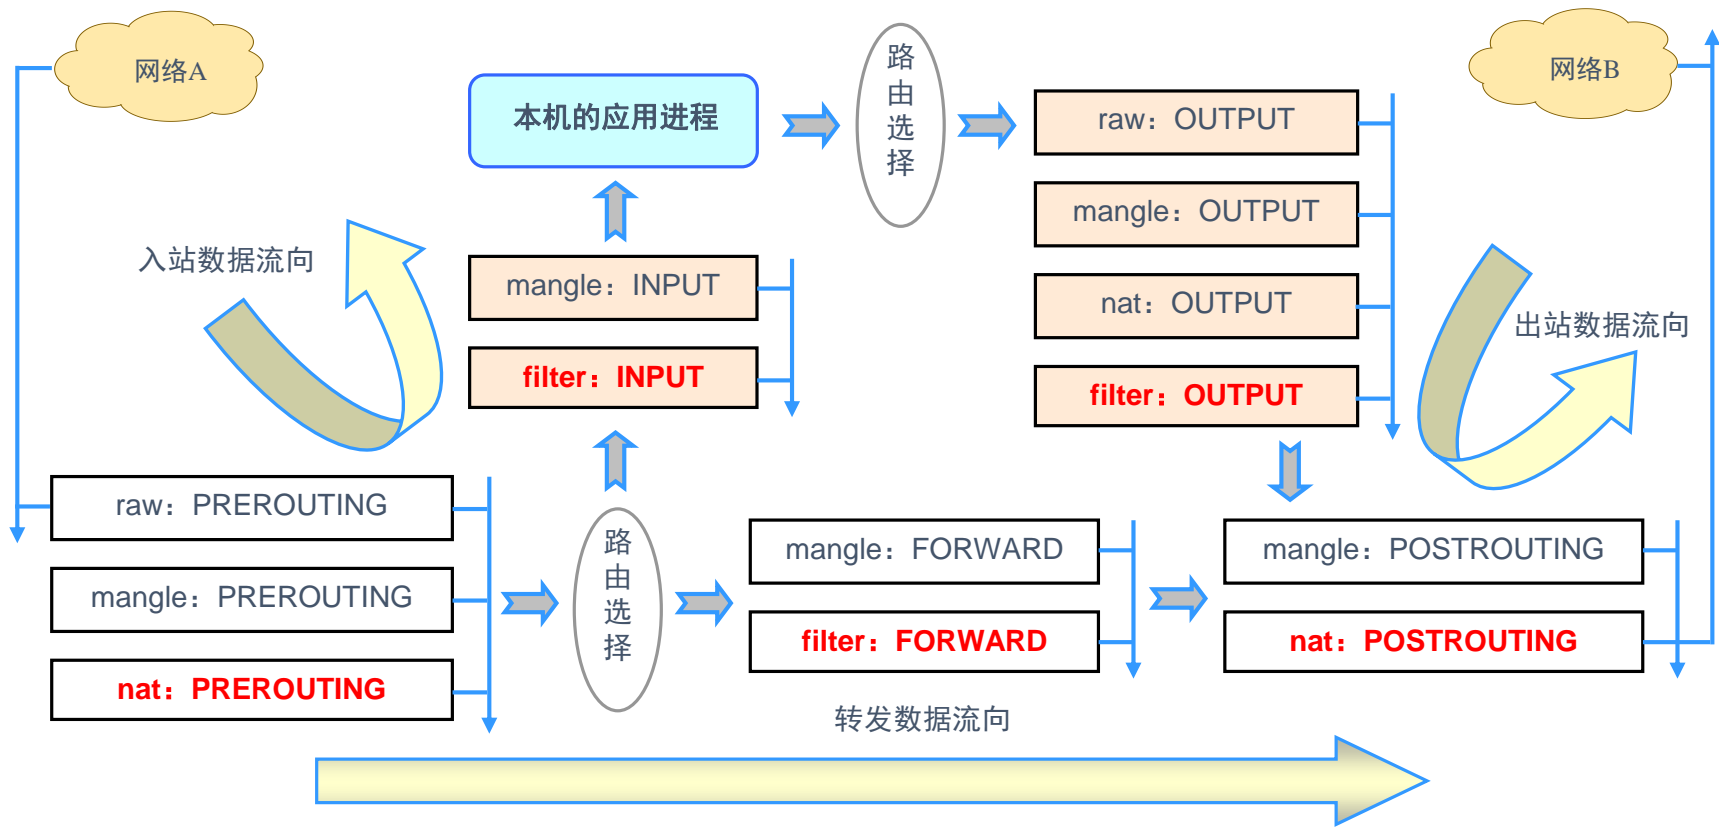 网络A
网络B
本机的应用进程
路由选择
raw：OUTPUT
mangle：OUTPUT
nat：OUTPUT
filter：OUTPUT
入站数据流向
mangle：INPUT
filter：INPUT
出站数据流向
raw：PREROUTING
mangle：PREROUTING
nat：PREROUTING
路由选择
mangle：FORWARD
filter：FORWARD
mangle：POSTROUTING
nat：POSTROUTING
转发数据流向